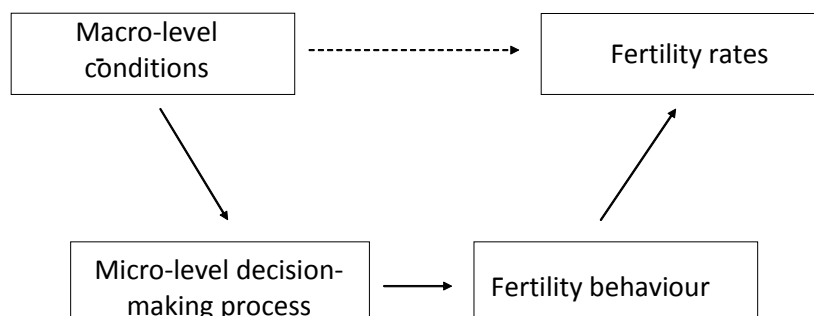 Macro-level
conditions
Fertility rates
Micro-level decision-
making process
Fertility behaviour